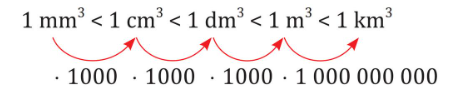 1 mm³ < 1 cm³ < 1 dm³ < 1 m³ < 1 km³
· 1000 · 1000 · 1000 · 1 000 000 000